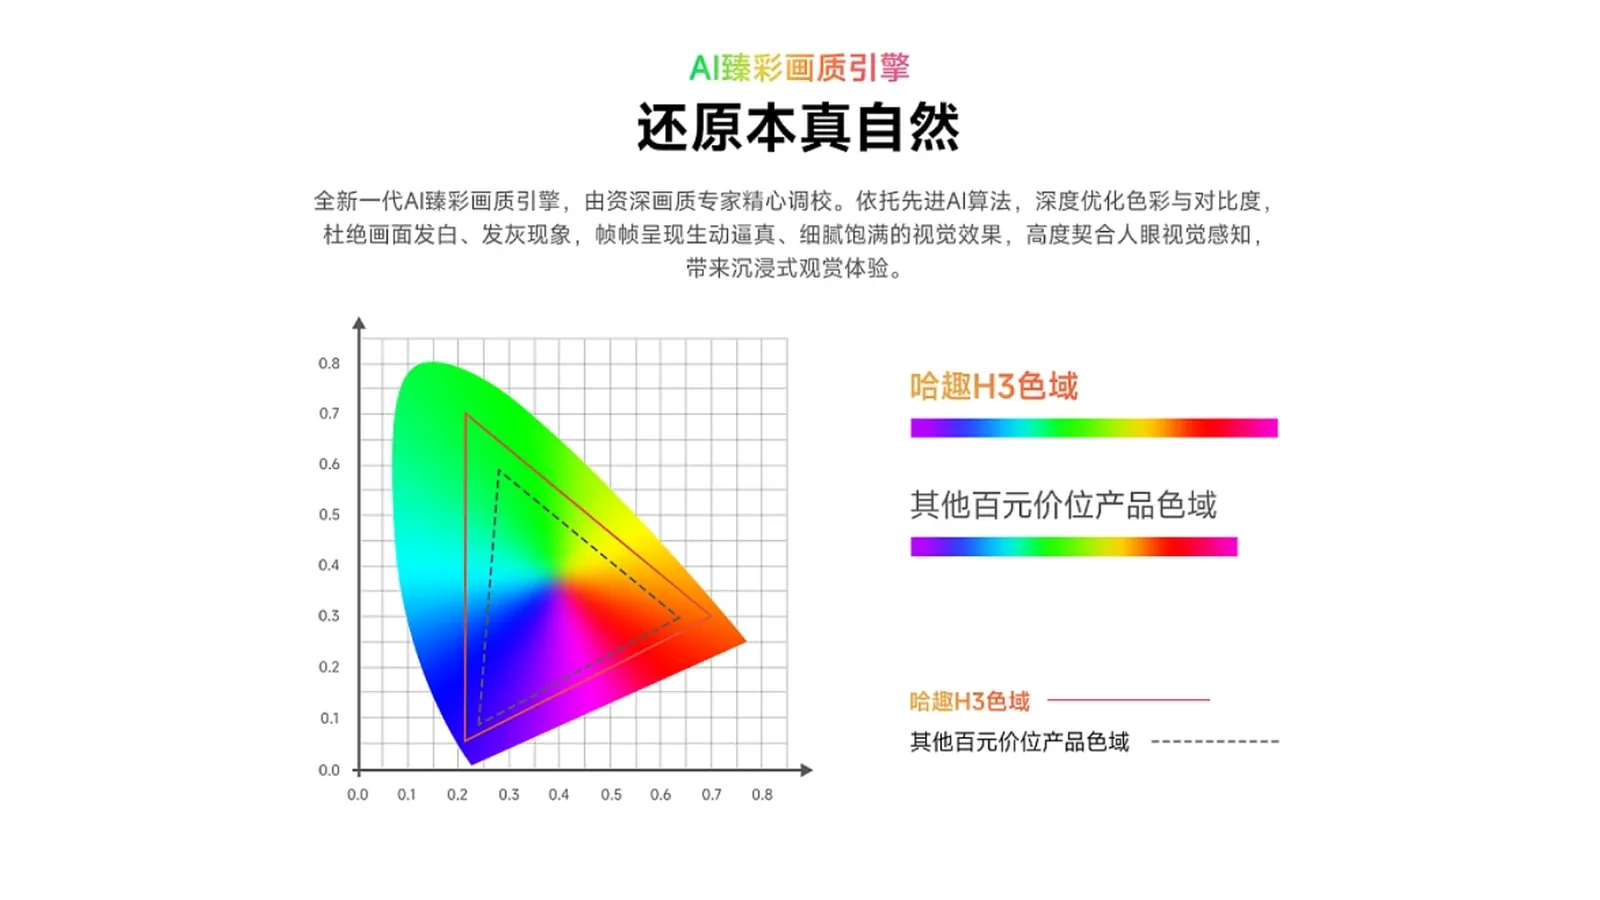 AI臻彩画质引擎
还原本真自然
全新一代AI臻彩画质引擎，由资深画质专家精心调校。依托先进AI算法，深度优化色彩与对比度，
杜绝画面发白、发灰现象，帧帧呈现生动逼真、细腻饱满的视觉效果，高度契合人眼视觉感知，
带来沉浸式观赏体验。
0.8
0.7
0.6
0.5
0.4
0.3
0.2
0.1
0.0
0.0 0.1 0.2 0.3 0.4 0.5 0.6 0.7 0.8
哈趣H3色域
其他百元价位产品色域
哈趣H3色域
其他百元价位产品色域